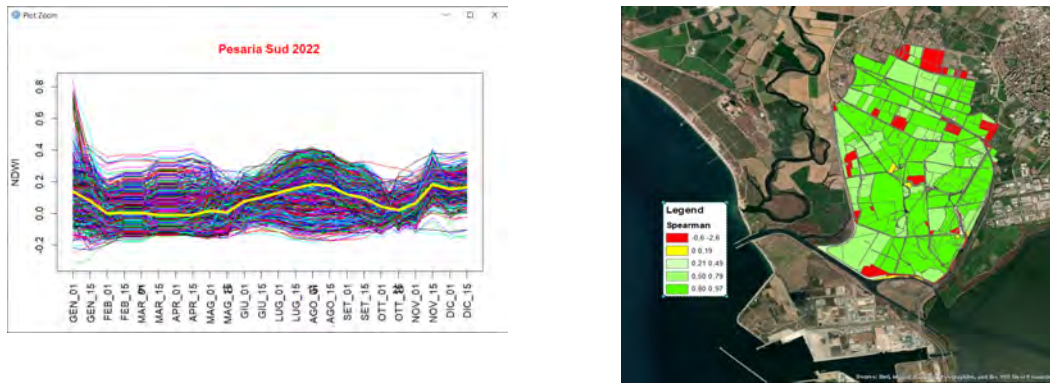 Plot Zoom
Pesaria Sud 2022
NDWI
0.8
0.6
0.4
0.2
0.0
-0.2
GEN_01
GEN_15
FEB_01
FEB_15
MAR_01
MAR_15
APR_01
APR_15
MAG_01
MAG_15
GIU_01
GIU_15
LUG_01
LUG_15
AGO_01
AGO_15
SET_01
SET_15
OTT_01
OTT_15
NOV_01
NOV_15
DIC_01
DIC_15
Legend
Spearman
-0,6 -2,6
0 0,19
0,21 0,49
0,50 0,79
0,80 0,97